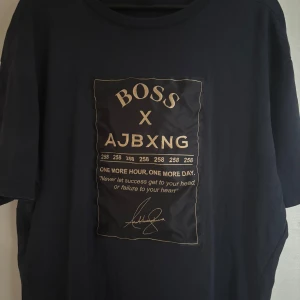 BOSS
X
AJBXNG
258 258 258 258 258 258 258
ONE MORE HOUR, ONE MORE DAY.
"Never let success get to your head,
or failure to your heart"